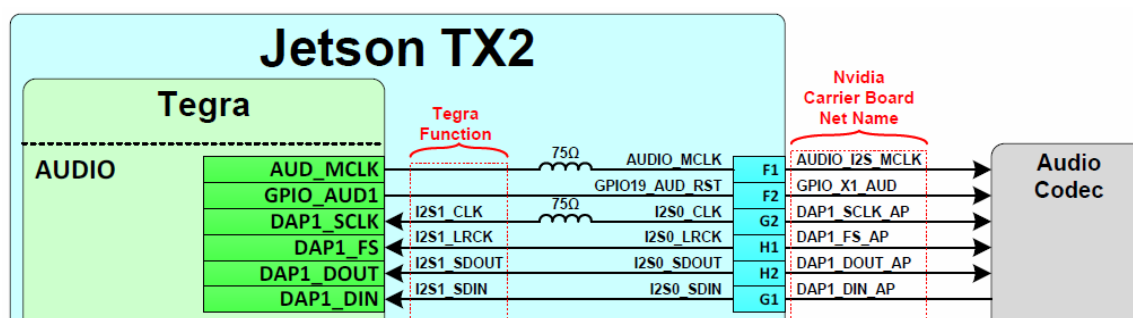 Jetson TX2
Nvidia
Carrier Board
Net Name
Tegra
Tegra
Function
AUDIO
Audio
Codec
AUD_MCLK 75Ω AUDIO_MCLK F1 AUDIO_I2S_MCLK
GPIO_AUD1 GPIO19_AUD_RST F2 GPIO_X1_AUD
DAP1_SCLK I2S1_CLK 75Ω I2S0_CLK G2 DAP1_SCLK_AP
DAP1_FS I2S1_LRCK I2S0_LRCK H1 DAP1_FS_AP
DAP1_DOUT I2S1_SDOUT I2S0_SDOUT H2 DAP1_DOUT_AP
DAP1_DIN I2S1_SDIN I2S0_SDIN G1 DAP1_DIN_AP